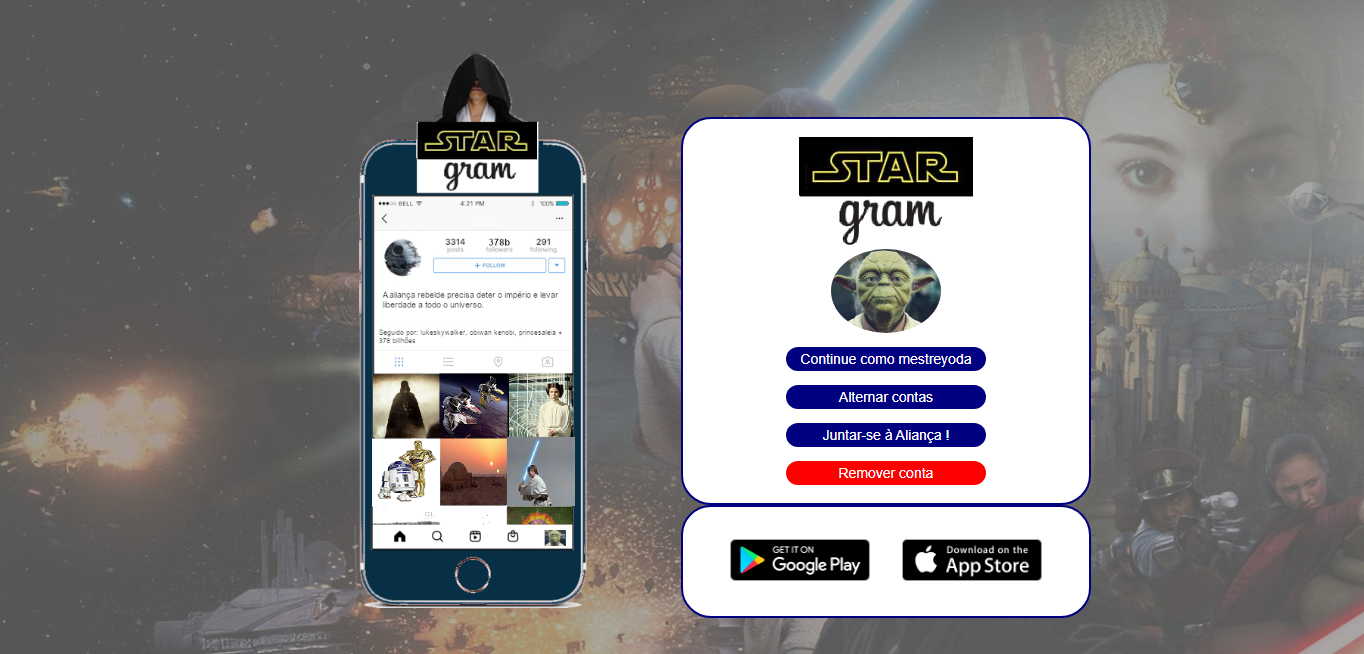 STAR
gram
BELL 4:21 PM 100%
3314 378b 291
posts followers following
+ FOLLOW
A aliança rebelde precisa deter o império e levar
liberdade a todo o universo.
Seguido por: lukeskywalker, obiwan kenobi, princesaleia +
378 bilhões
STAR
gram
Continue como mestreyoda
Alternar contas
Juntar-se à Aliança !
Remover conta
GET IT ON
Google Play
Download on the
App Store